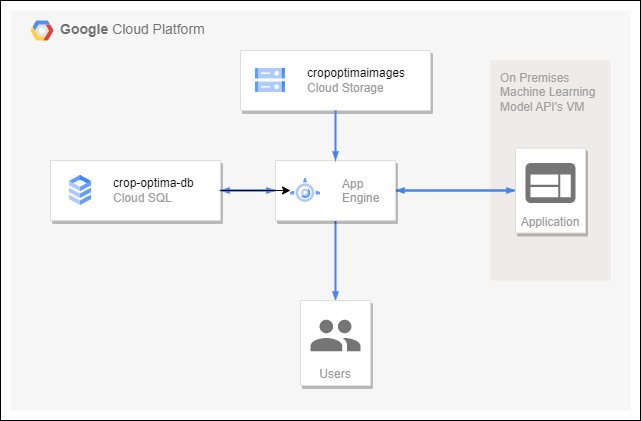 Google Cloud Platform
cropoptimaimages
Cloud Storage
On Premises
Machine Learning
Model API's VM
crop-optima-db
Cloud SQL
App
Engine
Application
Users